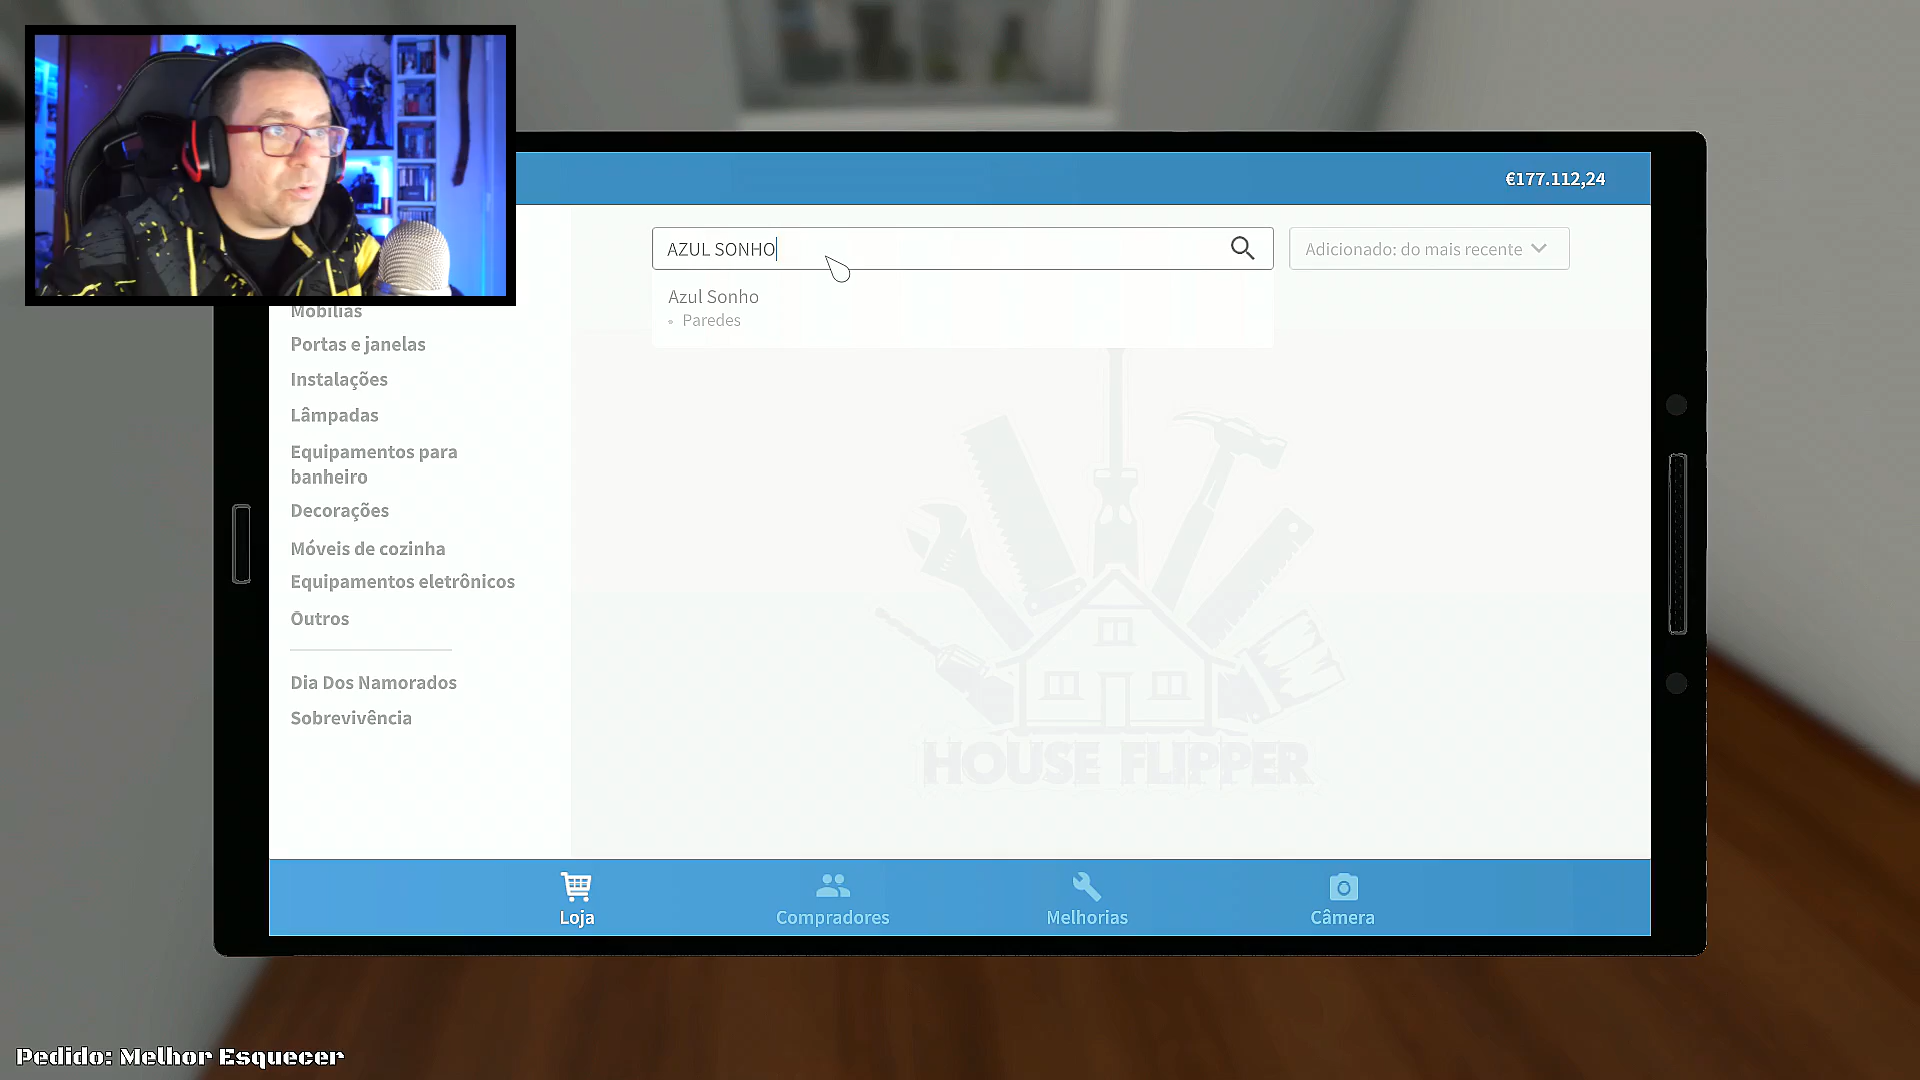 €177.112,24
AZUL SONHO
Adicionado: do mais recente
Azul Sonho
• Paredes
Mobílias
Portas e janelas
Instalações
Lâmpadas
Equipamentos para
banheiro
Decorações
Móveis de cozinha
Equipamentos eletrônicos
Outros
Dia Dos Namorados
Sobrevivência
HOUSE FLIPPER
Loja
Compradores
Melhorias
Câmera
Pedido: Melhor Esquecer